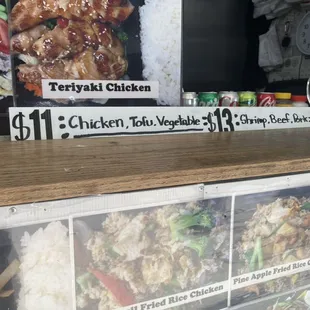 Teriyaki Chicken
$11: Chicken, Tofu, Vegetable $13: Shrimp, Beef, Pork
Fried Rice Chicken
Pine Apple Fried Rice